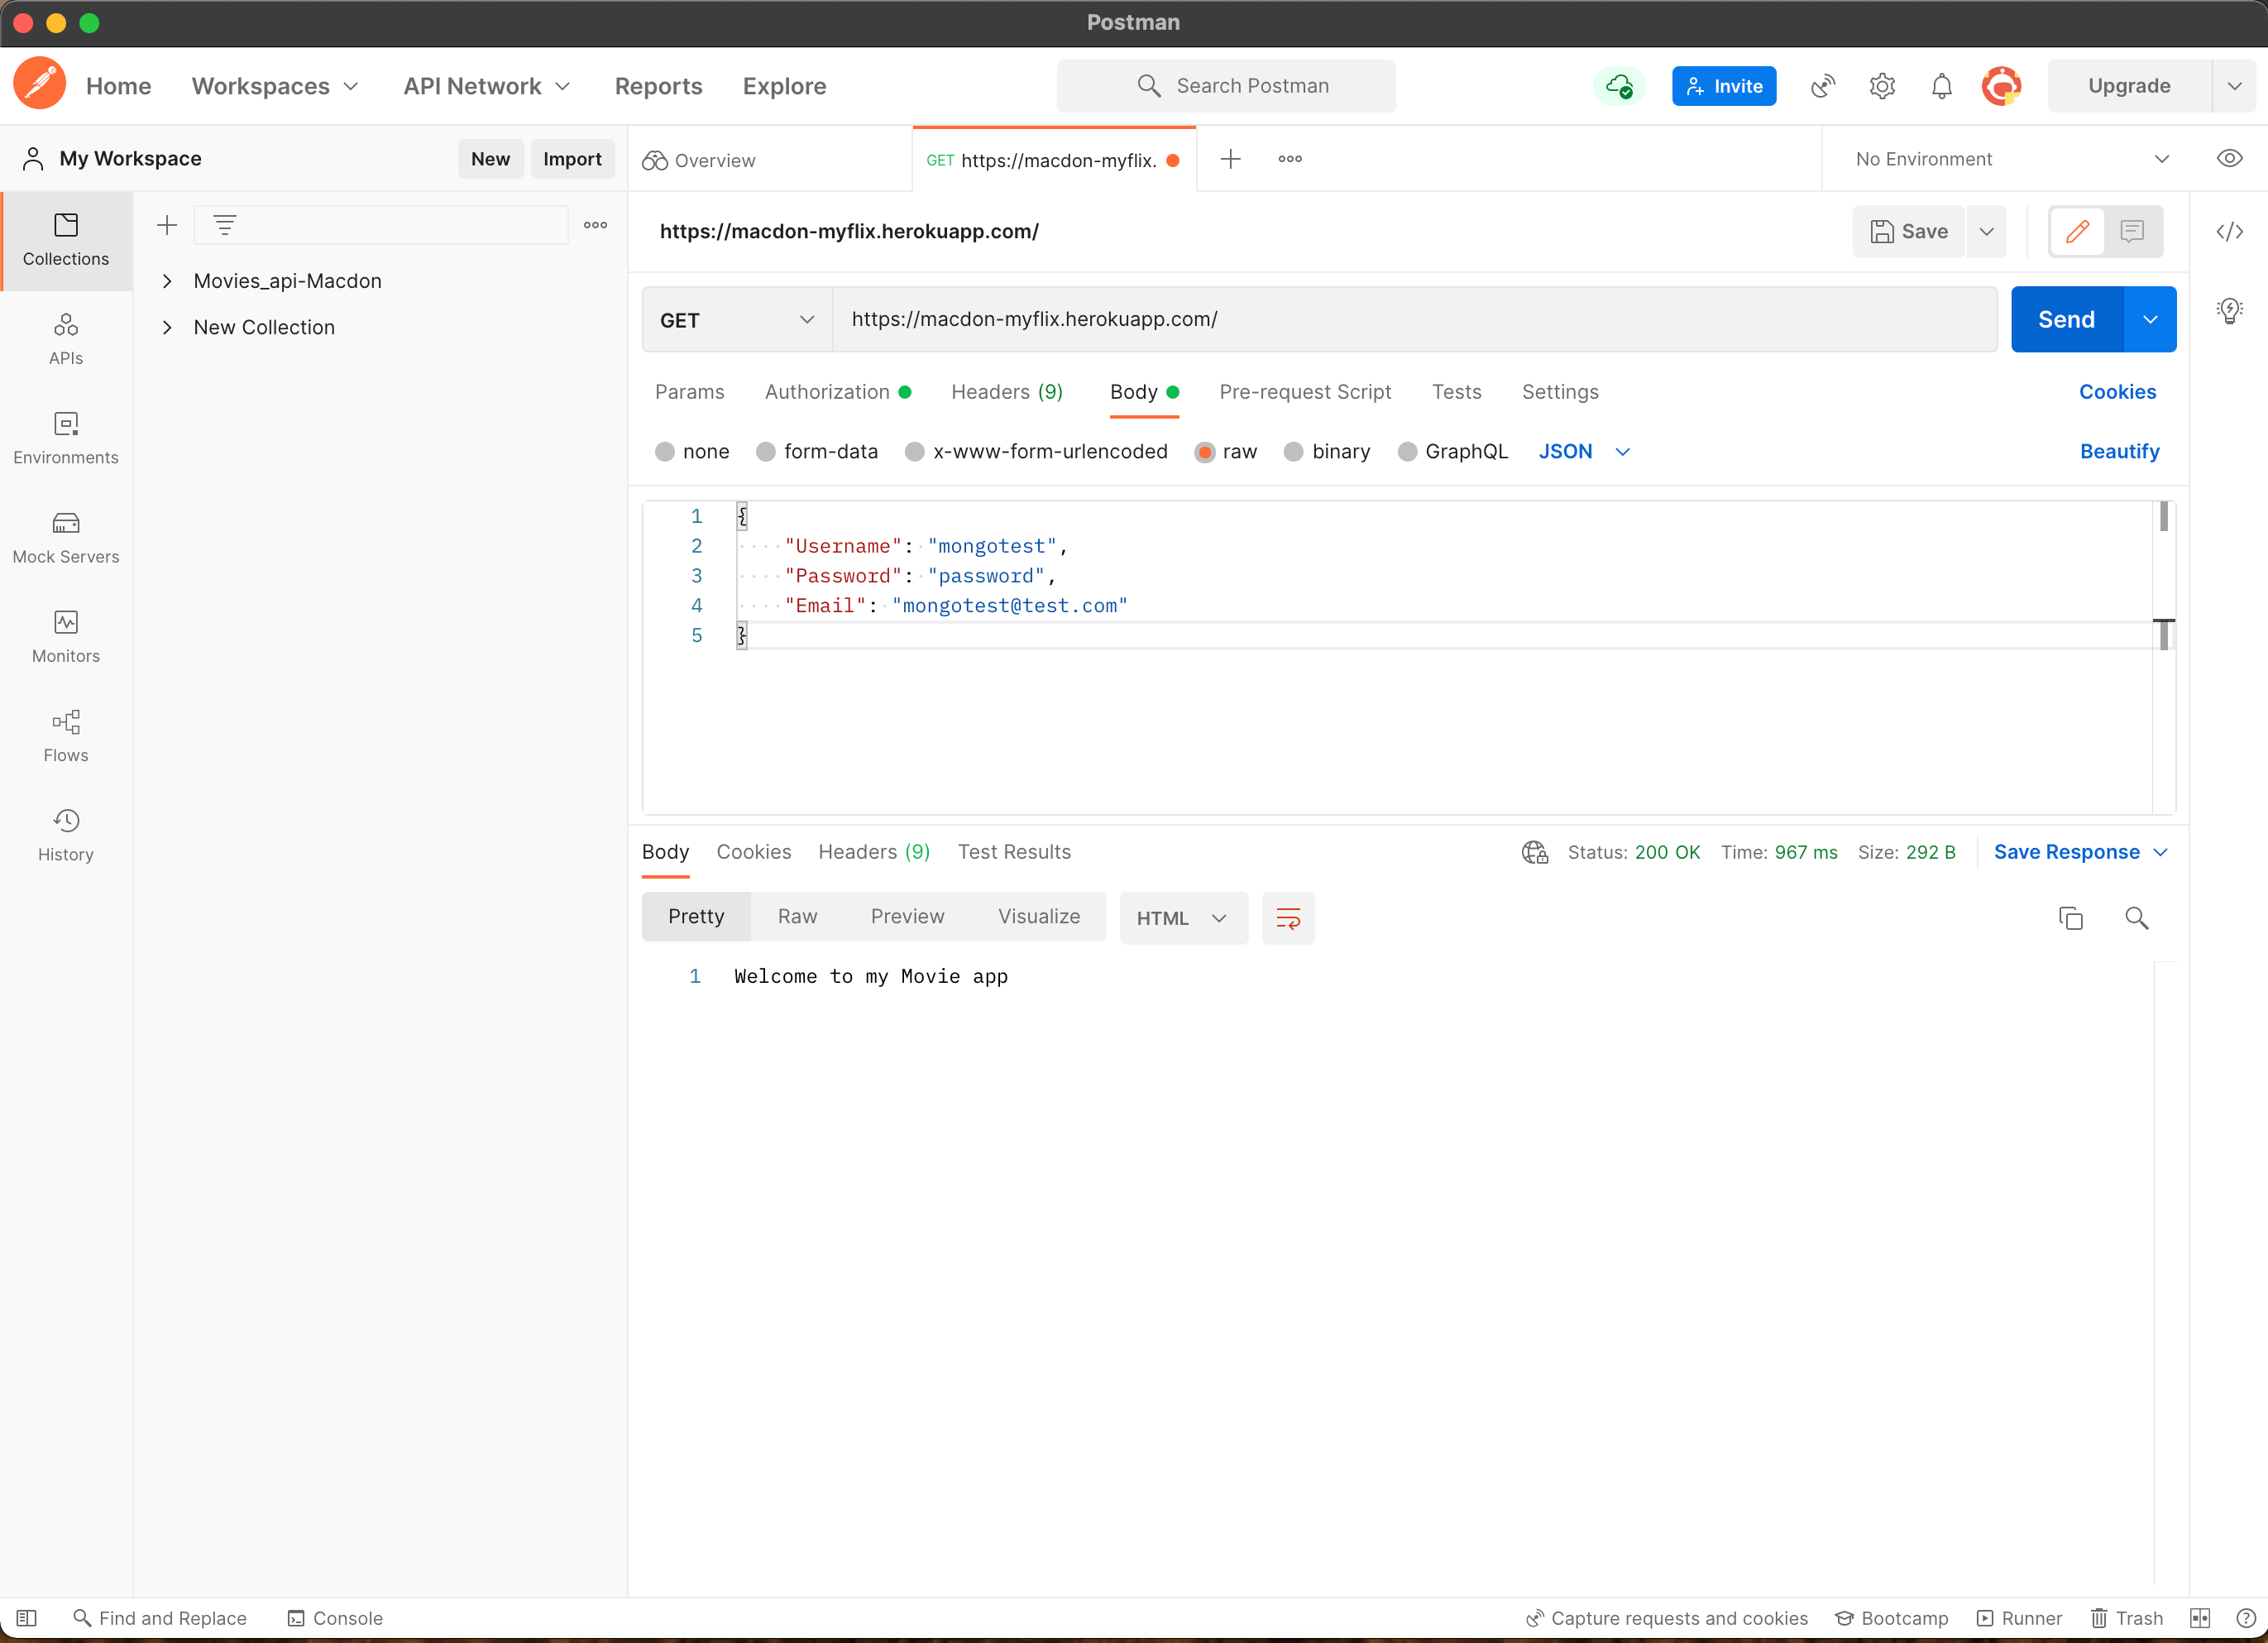 Postman
Home Workspaces API Network Reports Explore Search Postman Invite Upgrade
My Workspace New Import Overview GET https://macdon-myflix. No Environment
Collections
APIs
Environments
Mock Servers
Monitors
Flows
History
Movies_api-Macdon
New Collection
https://macdon-myflix.herokuapp.com/ Save
GET https://macdon-myflix.herokuapp.com/ Send
Params Authorization Headers (9) Body Pre-request Script Tests Settings Cookies
none form-data x-www-form-urlencoded raw binary GraphQL JSON Beautify
1 {
2 "Username": "mongotest",
3 "Password": "password",
4 "Email": "mongotest@test.com"
5 }
Body Cookies Headers (9) Test Results Status: 200 OK Time: 967 ms Size: 292 B Save Response
Pretty Raw Preview Visualize HTML
1 Welcome to my Movie app
Find and Replace Console Capture requests and cookies Bootcamp Runner Trash